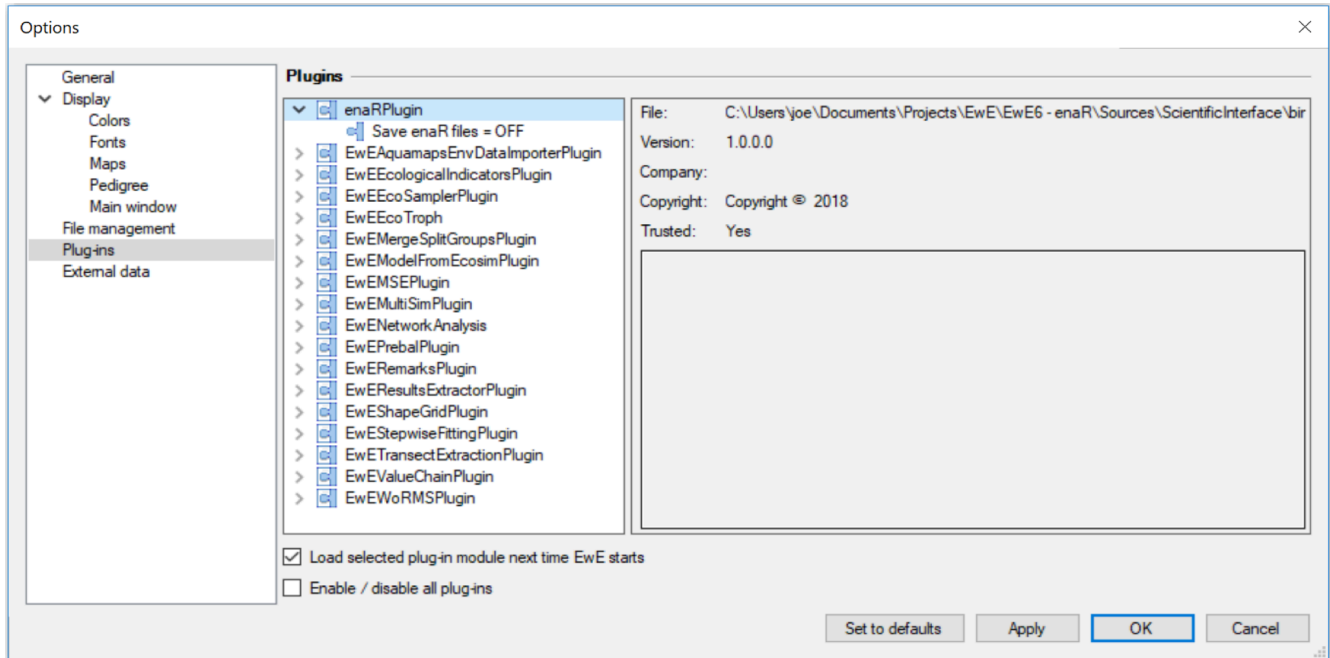 Options
General
Display
Colors
Fonts
Maps
Pedigree
Main window
File management
Plug-ins
External data
Plugins
enaRPlugin
Save enaR files = OFF
EwEAquamapsEnvDataImporterPlugin
EwEEcologicalIndicatorsPlugin
EwEEcoSamplerPlugin
EwEEcoTroph
EwEMergeSplitGroupsPlugin
EwEModelFromEcosimPlugin
EwEMSEPlugin
EwEMultiSimPlugin
EwENetworkAnalysis
EwEPrebalPlugin
EwERemarksPlugin
EwEResultsExtractorPlugin
EwEShapeGridPlugin
EwEStepwiseFittingPlugin
EwETransectExtractionPlugin
EwEValueChainPlugin
EwEWoRMSPlugin
File: C:\Users\joe\Documents\Projects\EwE\EwE6 - enaR\Sources\ScientificInterface\bir
Version: 1.0.0.0
Company:
Copyright: Copyright © 2018
Trusted: Yes
Load selected plug-in module next time EwE starts
Enable / disable all plug-ins
Set to defaults Apply OK Cancel